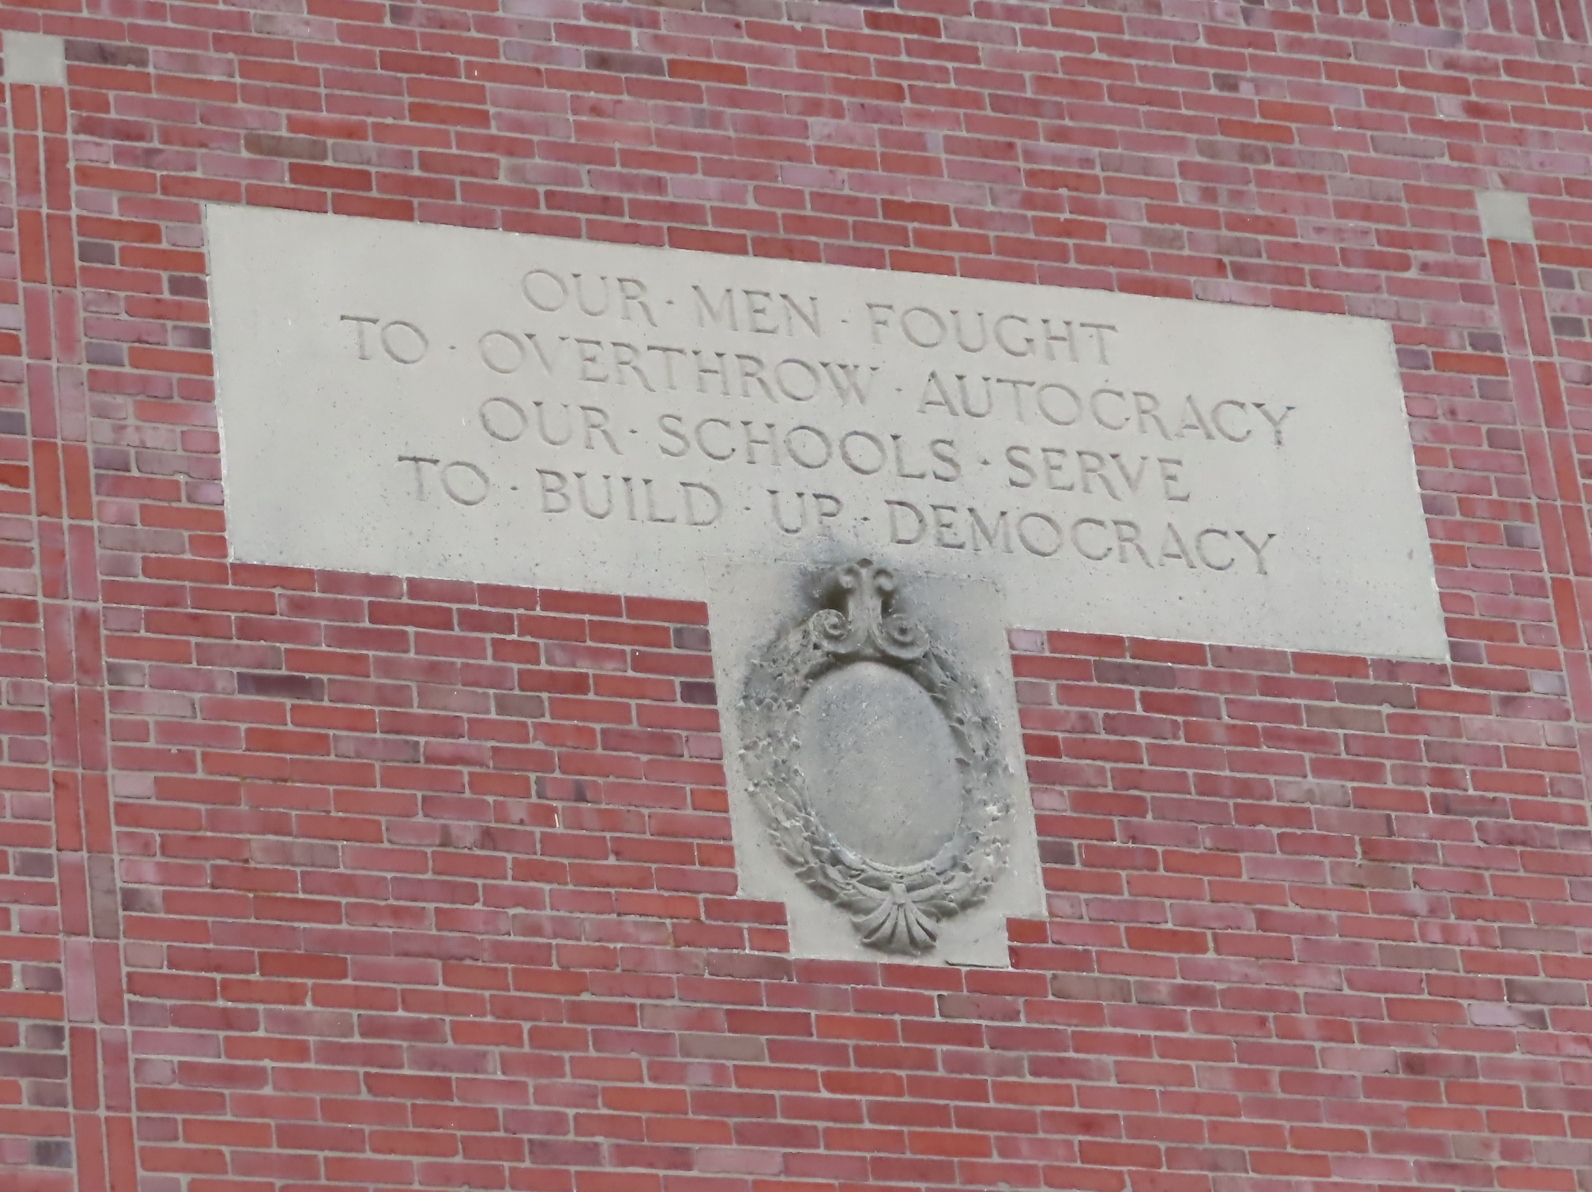 OUR · MEN · FOUGHT
TO · OVERTHROW · AUTOCRACY
OUR · SCHOOLS · SERVE
TO · BUILD · UP · DEMOCRACY